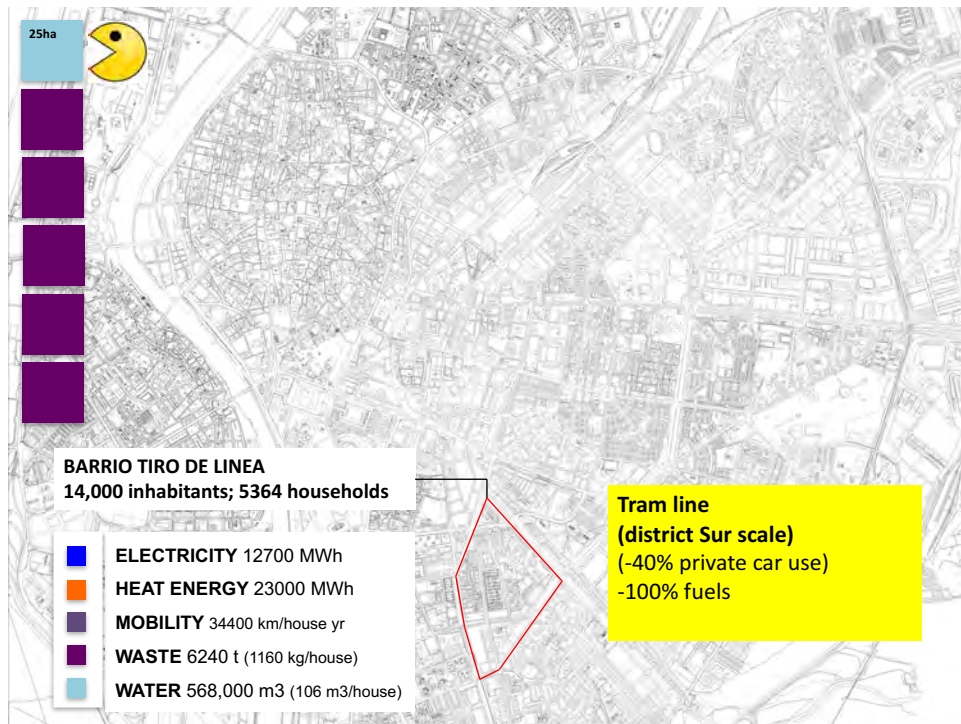 25ha
BARRIO TIRO DE LINEA
14,000 inhabitants; 5364 households
ELECTRICITY 12700 MWh
HEAT ENERGY 23000 MWh
MOBILITY 34400 km/house yr
WASTE 6240 t (1160 kg/house)
WATER 568,000 m3 (106 m3/house)
Tram line
(district Sur scale)
(-40% private car use)
-100% fuels